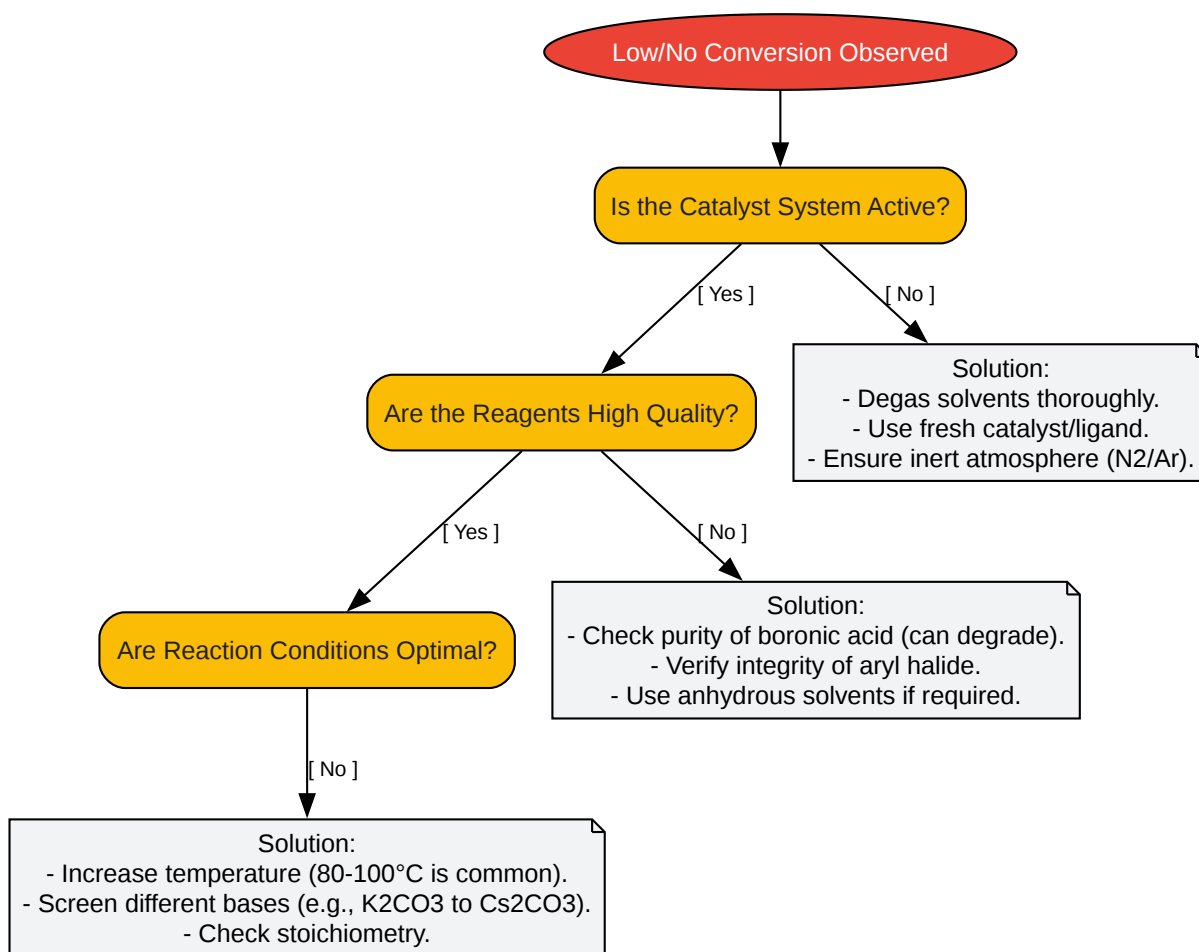 Low/No Conversion Observed
Is the Catalyst System Active?
[ Yes ]
[ No ]
Solution:
- Degas solvents thoroughly.
- Use fresh catalyst/ligand.
- Ensure inert atmosphere (N2/Ar).
Are the Reagents High Quality?
[ Yes ]
[ No ]
Solution:
- Check purity of boronic acid (can degrade).
- Verify integrity of aryl halide.
- Use anhydrous solvents if required.
Are Reaction Conditions Optimal?
[ No ]
Solution:
- Increase temperature (80-100°C is common).
- Screen different bases (e.g., K2CO3 to Cs2CO3).
- Check stoichiometry.